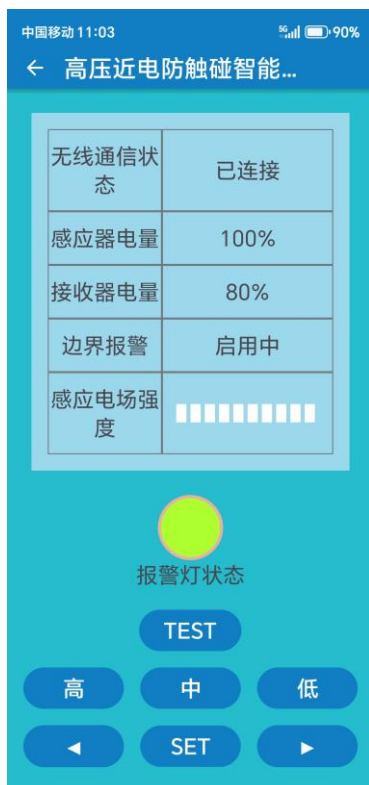 中国移动 11:03 5G 90%
← 高压近电防触碰智能...
无线通信状
态
已连接
感应器电量 100%
接收器电量 80%
边界报警 启用中
感应电场强
度
报警灯状态
TEST
高 中 低
◄ SET ►